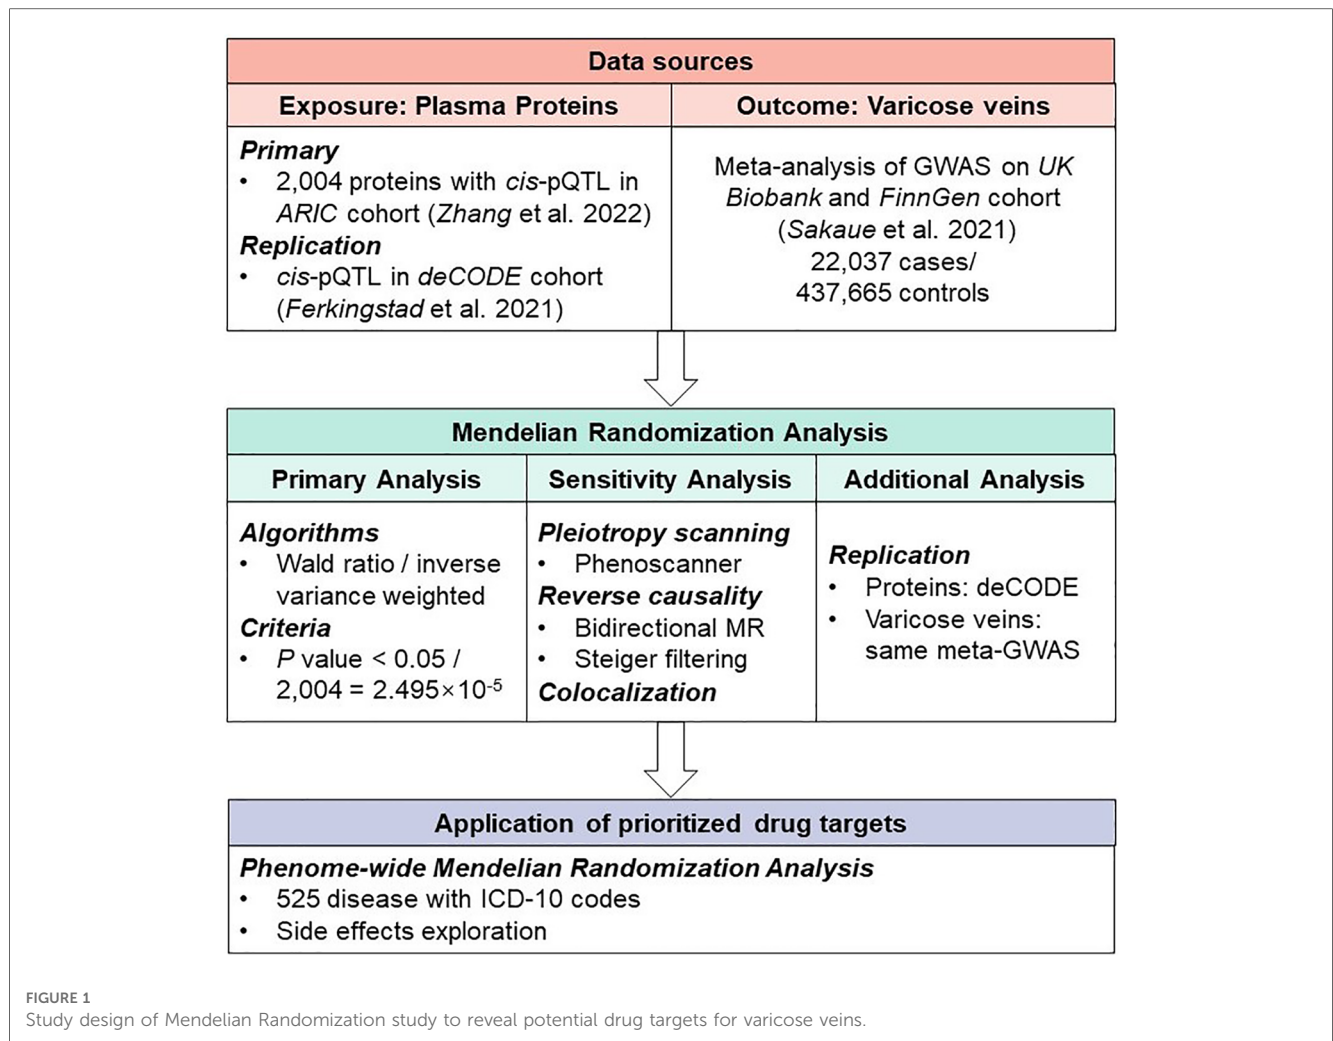 Data sources
Exposure: Plasma Proteins
Outcome: Varicose veins
Primary
• 2,004 proteins with cis-pQTL in
ARIC cohort (Zhang et al. 2022)
Replication
• cis-pQTL in deCODE cohort
(Ferkingstad et al. 2021)
Meta-analysis of GWAS on UK
Biobank and FinnGen cohort
(Sakaue et al. 2021)
22,037 cases/
437,665 controls
Mendelian Randomization Analysis
Primary Analysis
Sensitivity Analysis
Additional Analysis
Algorithms
• Wald ratio / inverse
variance weighted
Criteria
• P value < 0.05 /
2,004 = 2.495×10⁻⁵
Pleiotropy scanning
• Phenoscanner
Reverse causality
• Bidirectional MR
• Steiger filtering
Colocalization
Replication
• Proteins: deCODE
• Varicose veins:
same meta-GWAS
Application of prioritized drug targets
Phenome-wide Mendelian Randomization Analysis
• 525 disease with ICD-10 codes
• Side effects exploration
FIGURE 1
Study design of Mendelian Randomization study to reveal potential drug targets for varicose veins.